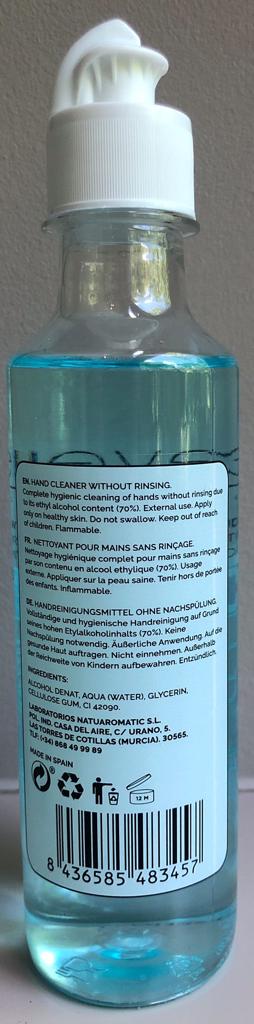 EN. HAND CLEANER WITHOUT RINSING.
Complete hygienic cleaning of hands without rinsing due
to its ethyl alcohol content (70%). External use. Apply
only on healthy skin. Do not swallow. Keep out of reach
of children. Flammable.
FR. NETTOYANT POUR MAINS SANS RINÇAGE.
Nettoyage hygiénique complet pour mains sans rinçage
par son contenu en alcool ethylique (70%). Usage
externe. Appliquer sur la peau saine. Tenir hors de portée
des enfants. Inflammable.
DE. HANDREINIGUNGSMITTEL OHNE NACHSPÜLUNG.
Vollständige und hygienische Handreinigung auf Grund
seines hohen Etylalkoholinhalts (70%). Keine
Nachspülung notwendig. Äußerliche Anwendung. Auf die
gesunde Haut auftragen. Nicht einnehmen. Außerhalb
der Reichweite von Kindern aufbewahren. Entzündlich.
INGREDIENTS:
ALCOHOL DENAT, AQUA (WATER), GLYCERIN,
CELLULOSE GUM, CI 42090.
LABORATORIOS NATUAROMATIC S.L.
POL. IND. CASA DEL AIRE, C/ URANO, 5.
LAS TORRES DE COTILLAS (MURCIA). 30565.
TLF: (+34) 868 49 99 89
MADE IN SPAIN
12 M
8 436585 483457